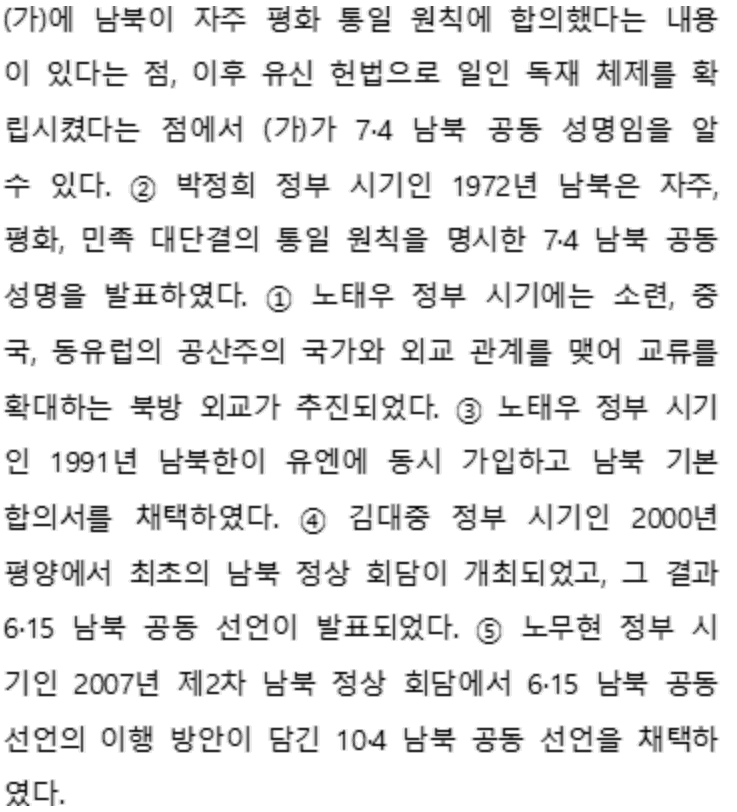 (가)에 남북이 자주 평화 통일 원칙에 합의했다는 내용
이 있다는 점, 이후 유신 헌법으로 일인 독재 체제를 확
립시켰다는 점에서 (가)가 7·4 남북 공동 성명임을 알
수 있다. ② 박정희 정부 시기인 1972년 남북은 자주,
평화, 민족 대단결의 통일 원칙을 명시한 7·4 남북 공동
성명을 발표하였다. ① 노태우 정부 시기에는 소련, 중
국, 동유럽의 공산주의 국가와 외교 관계를 맺어 교류를
확대하는 북방 외교가 추진되었다. ③ 노태우 정부 시기
인 1991년 남북한이 유엔에 동시 가입하고 남북 기본
합의서를 채택하였다. ④ 김대중 정부 시기인 2000년
평양에서 최초의 남북 정상 회담이 개최되었고, 그 결과
6·15 남북 공동 선언이 발표되었다. ⑤ 노무현 정부 시
기인 2007년 제2차 남북 정상 회담에서 6·15 남북 공동
선언의 이행 방안이 담긴 10·4 남북 공동 선언을 채택하
였다.